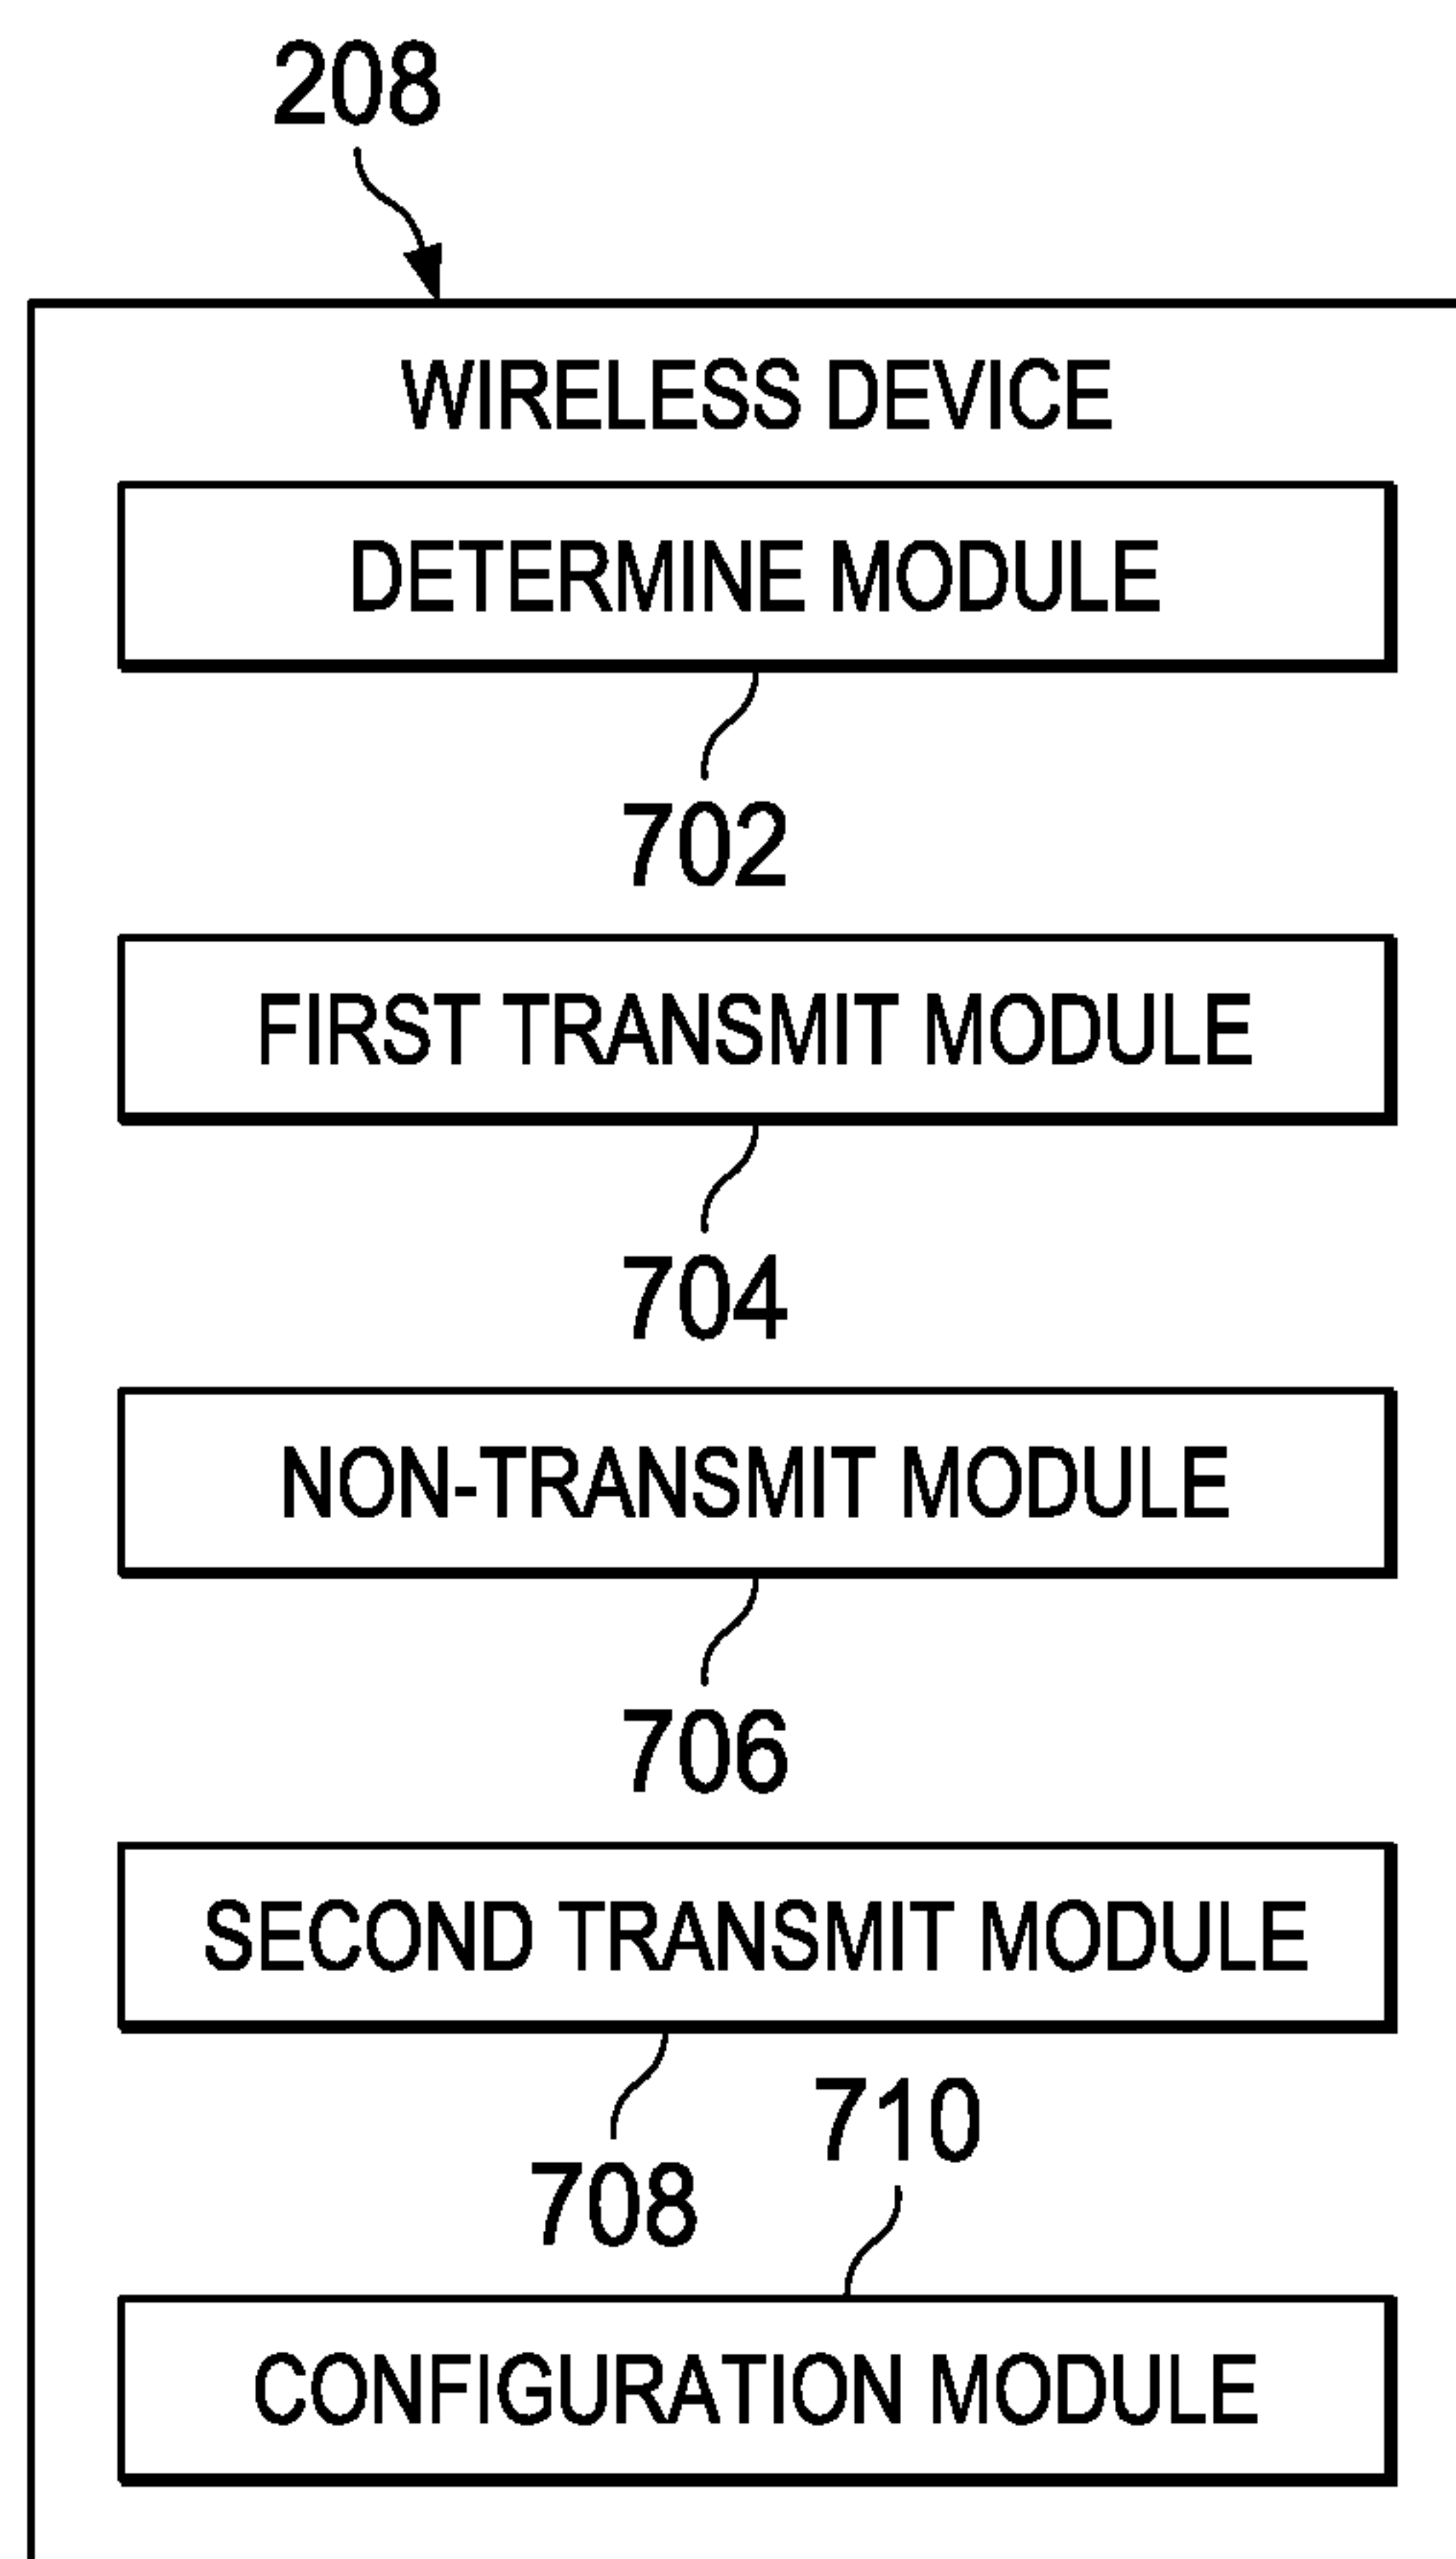 208
WIRELESS DEVICE
DETERMINE MODULE
702
FIRST TRANSMIT MODULE
704
NON-TRANSMIT MODULE
706
SECOND TRANSMIT MODULE
710
708
CONFIGURATION MODULE